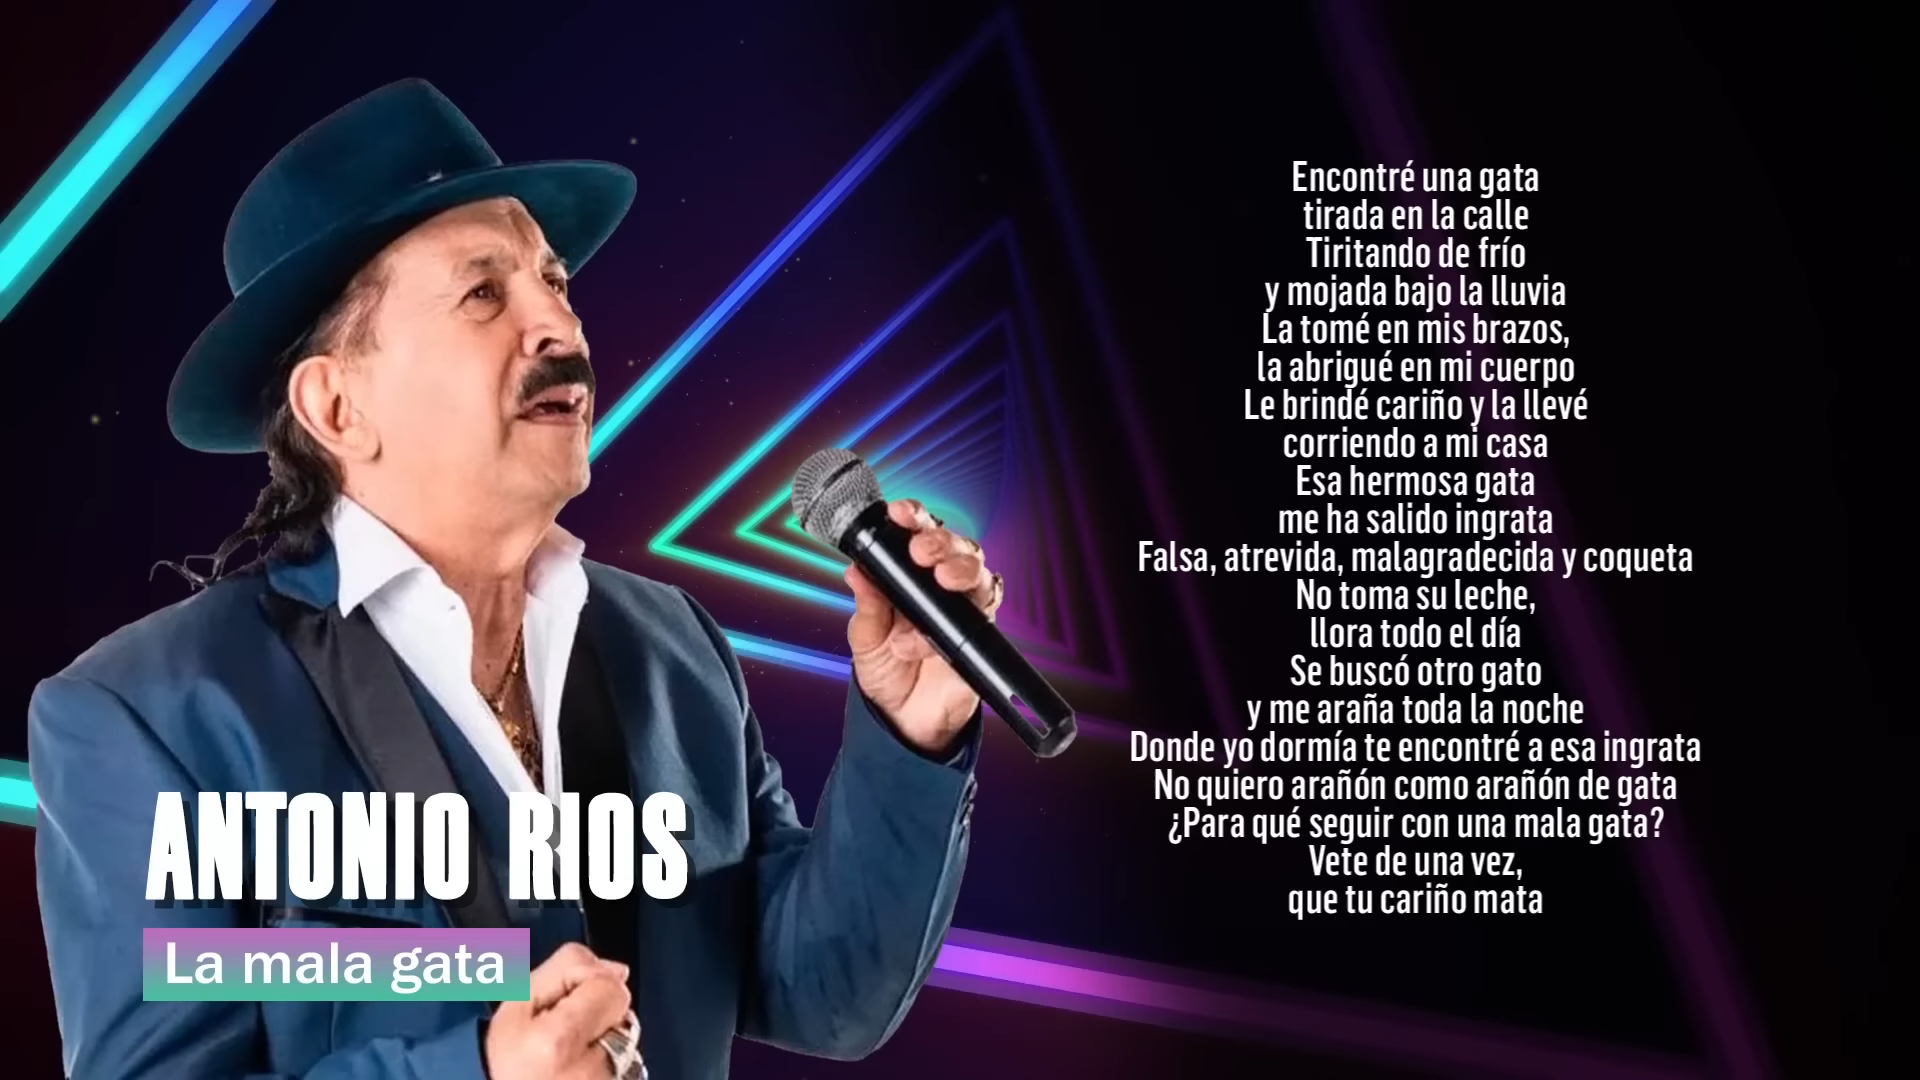 ANTONIO RIOS
La mala gata
Encontré una gata
tirada en la calle
Tiritando de frío
y mojada bajo la lluvia
La tomé en mis brazos,
la abrigué en mi cuerpo
Le brindé cariño y la llevé
corriendo a mi casa
Esa hermosa gata
me ha salido ingrata
Falsa, atrevida, malagradecida y coqueta
No toma su leche,
llora todo el día
Se buscó otro gato
y me araña toda la noche
Donde yo dormía te encontré a esa ingrata
No quiero arañón como arañón de gata
¿Para qué seguir con una mala gata?
Vete de una vez,
que tu cariño mata